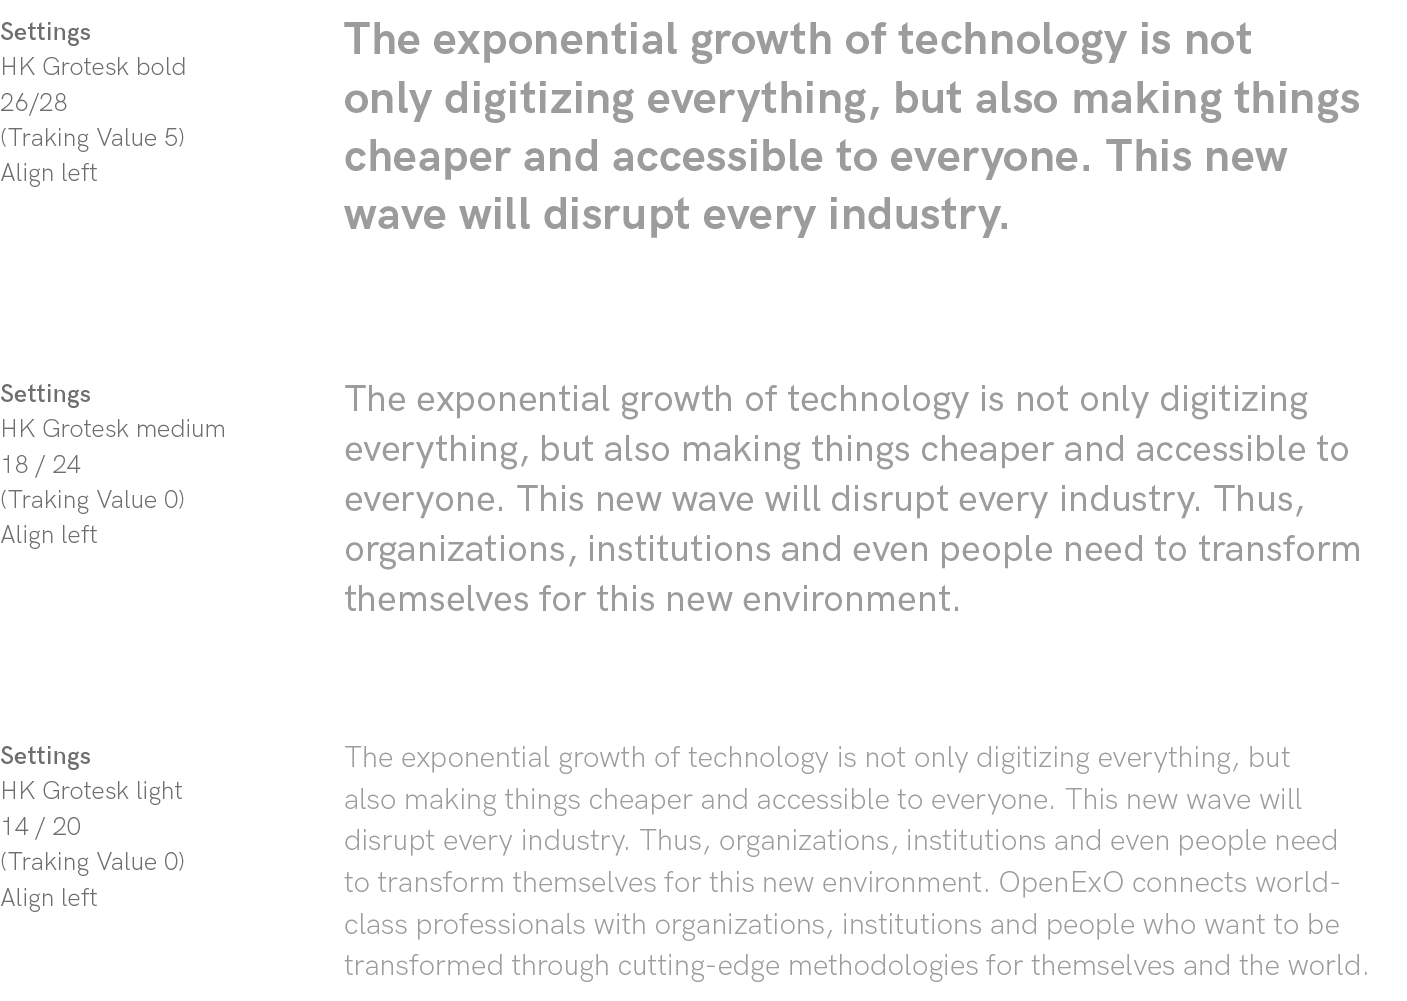 Settings
HK Grotesk bold
26/28
(Traking Value 5)
Align left
The exponential growth of technology is not
only digitizing everything, but also making things
cheaper and accessible to everyone. This new
wave will disrupt every industry.
Settings
HK Grotesk medium
18 / 24
(Traking Value 0)
Align left
The exponential growth of technology is not only digitizing
everything, but also making things cheaper and accessible to
everyone. This new wave will disrupt every industry. Thus,
organizations, institutions and even people need to transform
themselves for this new environment.
Settings
HK Grotesk light
14 / 20
(Traking Value 0)
Align left
The exponential growth of technology is not only digitizing everything, but
also making things cheaper and accessible to everyone. This new wave will
disrupt every industry. Thus, organizations, institutions and even people need
to transform themselves for this new environment. OpenExO connects world-
class professionals with organizations, institutions and people who want to be
transformed through cutting-edge methodologies for themselves and the world.